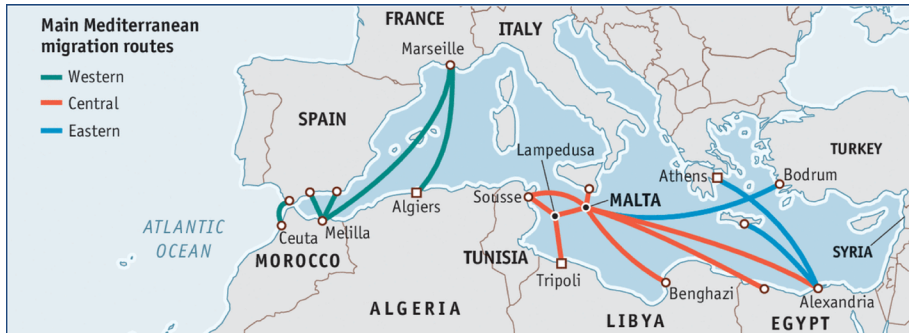 Main Mediterranean
migration routes
Western
Central
Eastern
FRANCE
Marseille
ITALY
SPAIN
Lampedusa
TURKEY
Athens
Bodrum
Algiers
Sousse
MALTA
ATLANTIC
OCEAN
Ceuta
Melilla
MOROCCO
TUNISIA
Tripoli
SYRIA
Benghazi
Alexandria
ALGERIA
LIBYA
EGYPT